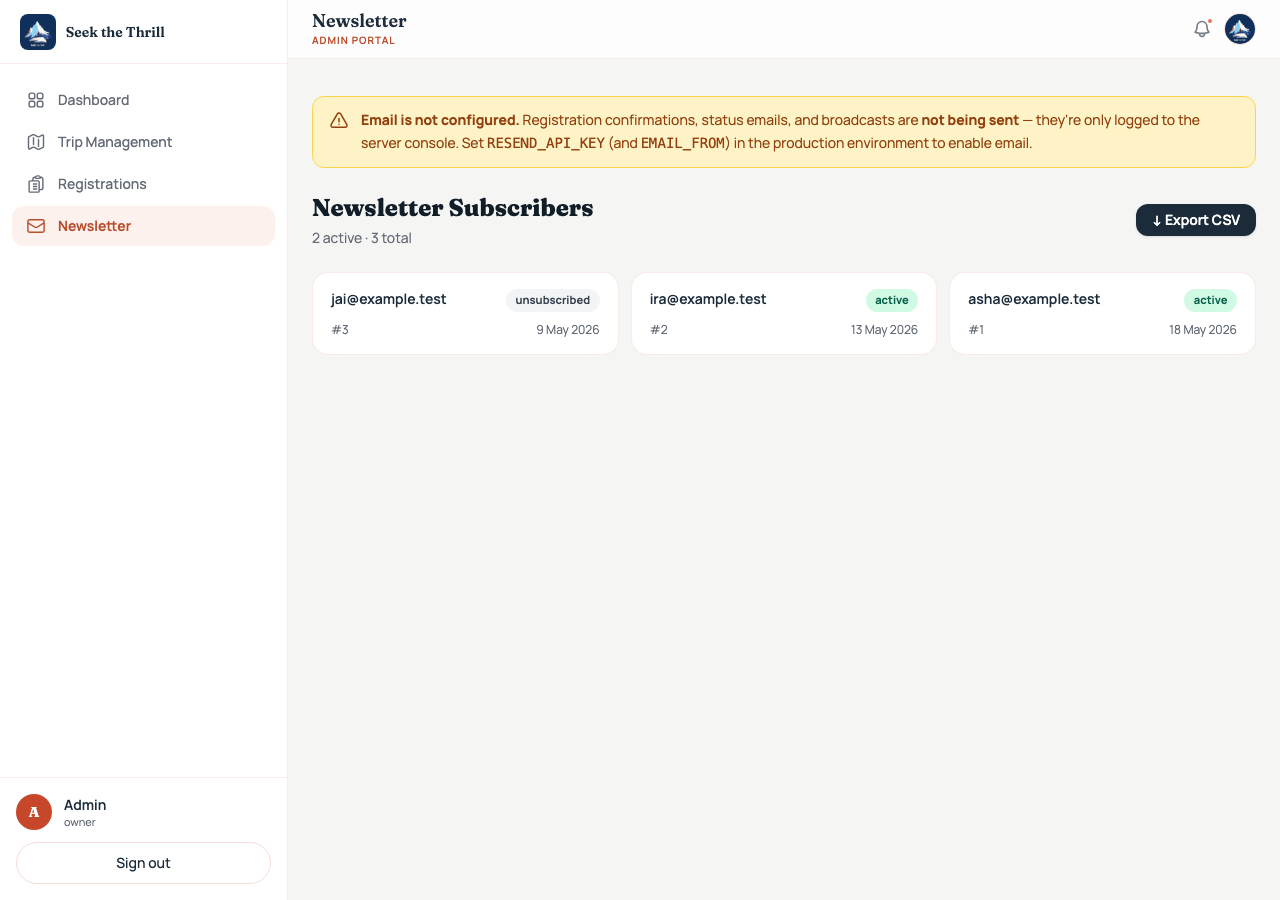 Seek the Thrill
Newsletter
ADMIN PORTAL
Dashboard
Trip Management
Registrations
Newsletter
Email is not configured. Registration confirmations, status emails, and broadcasts are not being sent — they're only logged to the
server console. Set RESEND_API_KEY (and EMAIL_FROM) in the production environment to enable email.
Newsletter Subscribers
2 active · 3 total
↓ Export CSV
jai@example.test unsubscribed
#3 9 May 2026
ira@example.test active
#2 13 May 2026
asha@example.test active
#1 18 May 2026
A
Admin
owner
Sign out